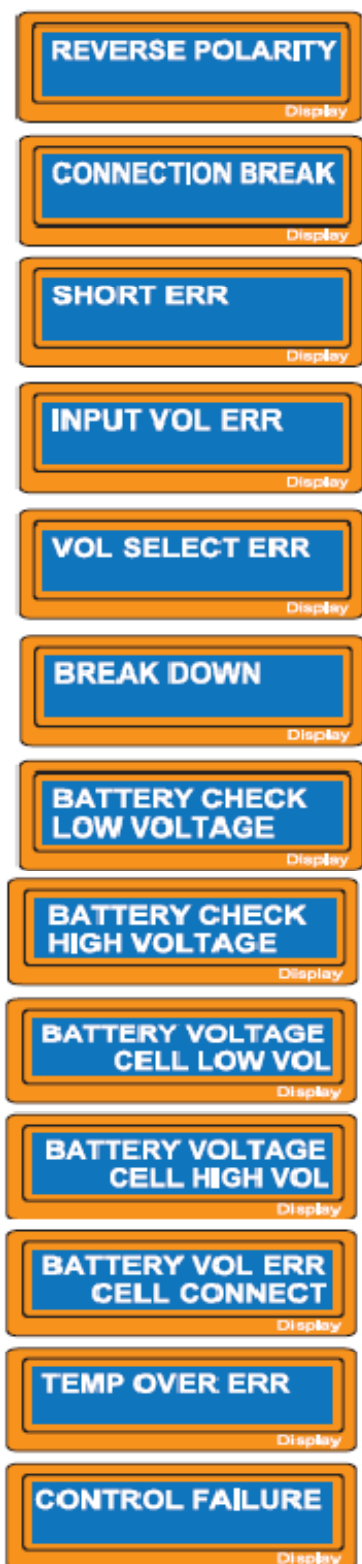 REVERSE POLARITY
Display
CONNECTION BREAK
Display
SHORT ERR
Display
INPUT VOL ERR
Display
VOL SELECT ERR
Display
BREAK DOWN
Display
BATTERY CHECK
LOW VOLTAGE
Display
BATTERY CHECK
HIGH VOLTAGE
Display
BATTERY VOLTAGE
CELL LOW VOL
Display
BATTERY VOLTAGE
CELL HIGH VOL
Display
BATTERY VOL ERR
CELL CONNECT
Display
TEMP OVER ERR
Display
CONTROL FAILURE
Display